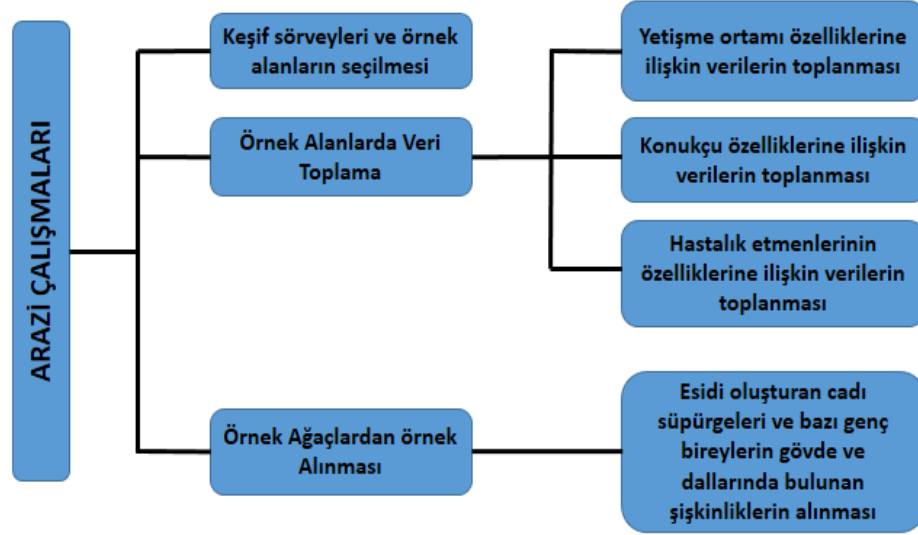 ARAZİ ÇALIŞMALARI
Keşif sörveyleri ve örnek
alanların seçilmesi
Örnek Alanlarda Veri
Toplama
Yetişme ortamı özelliklerine
ilişkin verilerin toplanması
Konukçu özelliklerine ilişkin
verilerin toplanması
Hastalık etmenlerinin
özelliklerine ilişkin verilerin
toplanması
Örnek Ağaçlardan örnek
Alınması
Esidi oluşturan cadı
süpürgeleri ve bazı genç
bireylerin gövde ve
dallarında bulunan
şişkinliklerin alınması